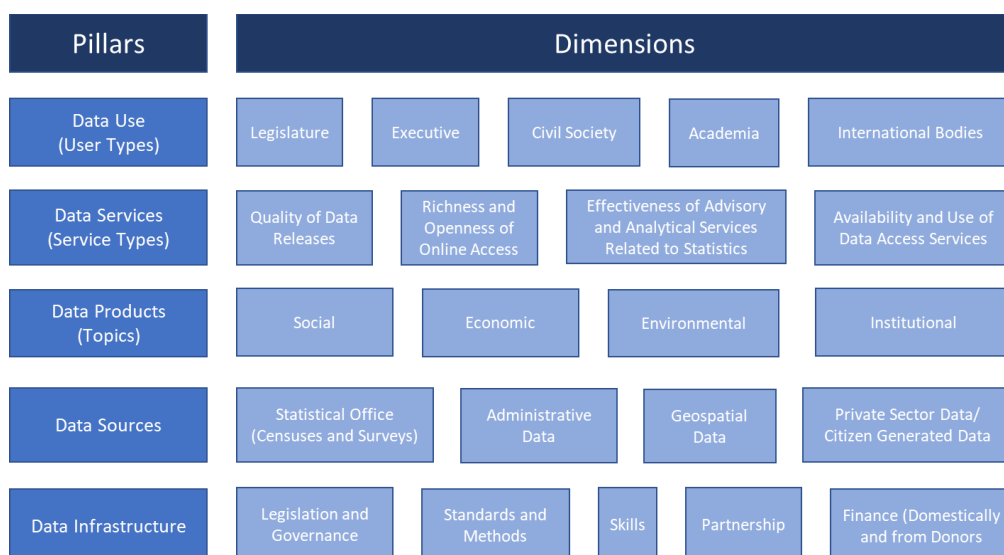 Pillars
Dimensions
Data Use
(User Types)
Legislature
Executive
Civil Society
Academia
International Bodies
Data Services
(Service Types)
Quality of Data
Releases
Richness and
Openness of
Online Access
Effectiveness of Advisory
and Analytical Services
Related to Statistics
Availability and Use of
Data Access Services
Data Products
(Topics)
Social
Economic
Environmental
Institutional
Data Sources
Statistical Office
(Censuses and Surveys)
Administrative
Data
Geospatial
Data
Private Sector Data/
Citizen Generated Data
Data Infrastructure
Legislation and
Governance
Standards and
Methods
Skills
Partnership
Finance (Domestically
and from Donors